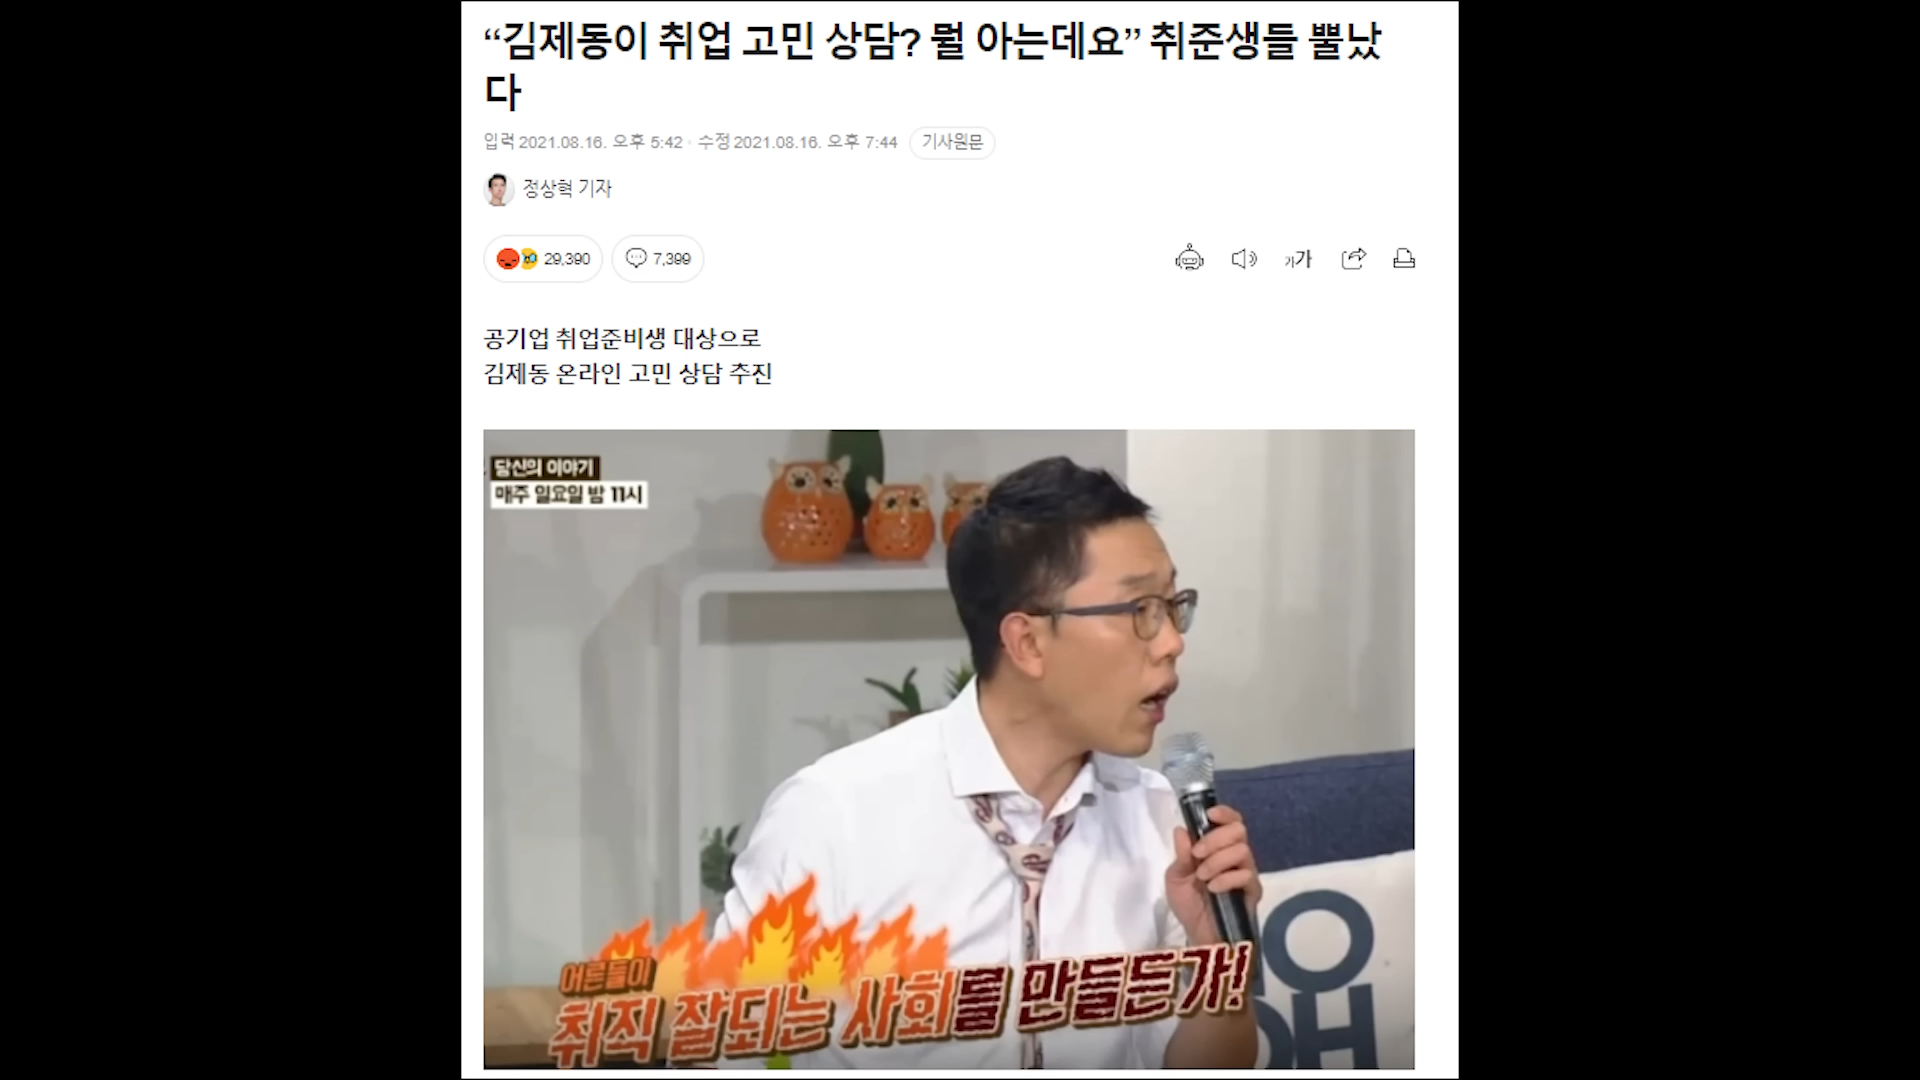 “김제동이 취업 고민 상담? 뭘 아는데요” 취준생들 뿔났
다
입력 2021.08.16. 오후 5:42 · 수정 2021.08.16. 오후 7:44 기사원문
정상혁 기자
29,390 7,399
가가
공기업 취업준비생 대상으로
김제동 온라인 고민 상담 추진
당신의 이야기
매주 일요일 밤 11시
어른들이
취직 잘되는 사회를 만들든가!